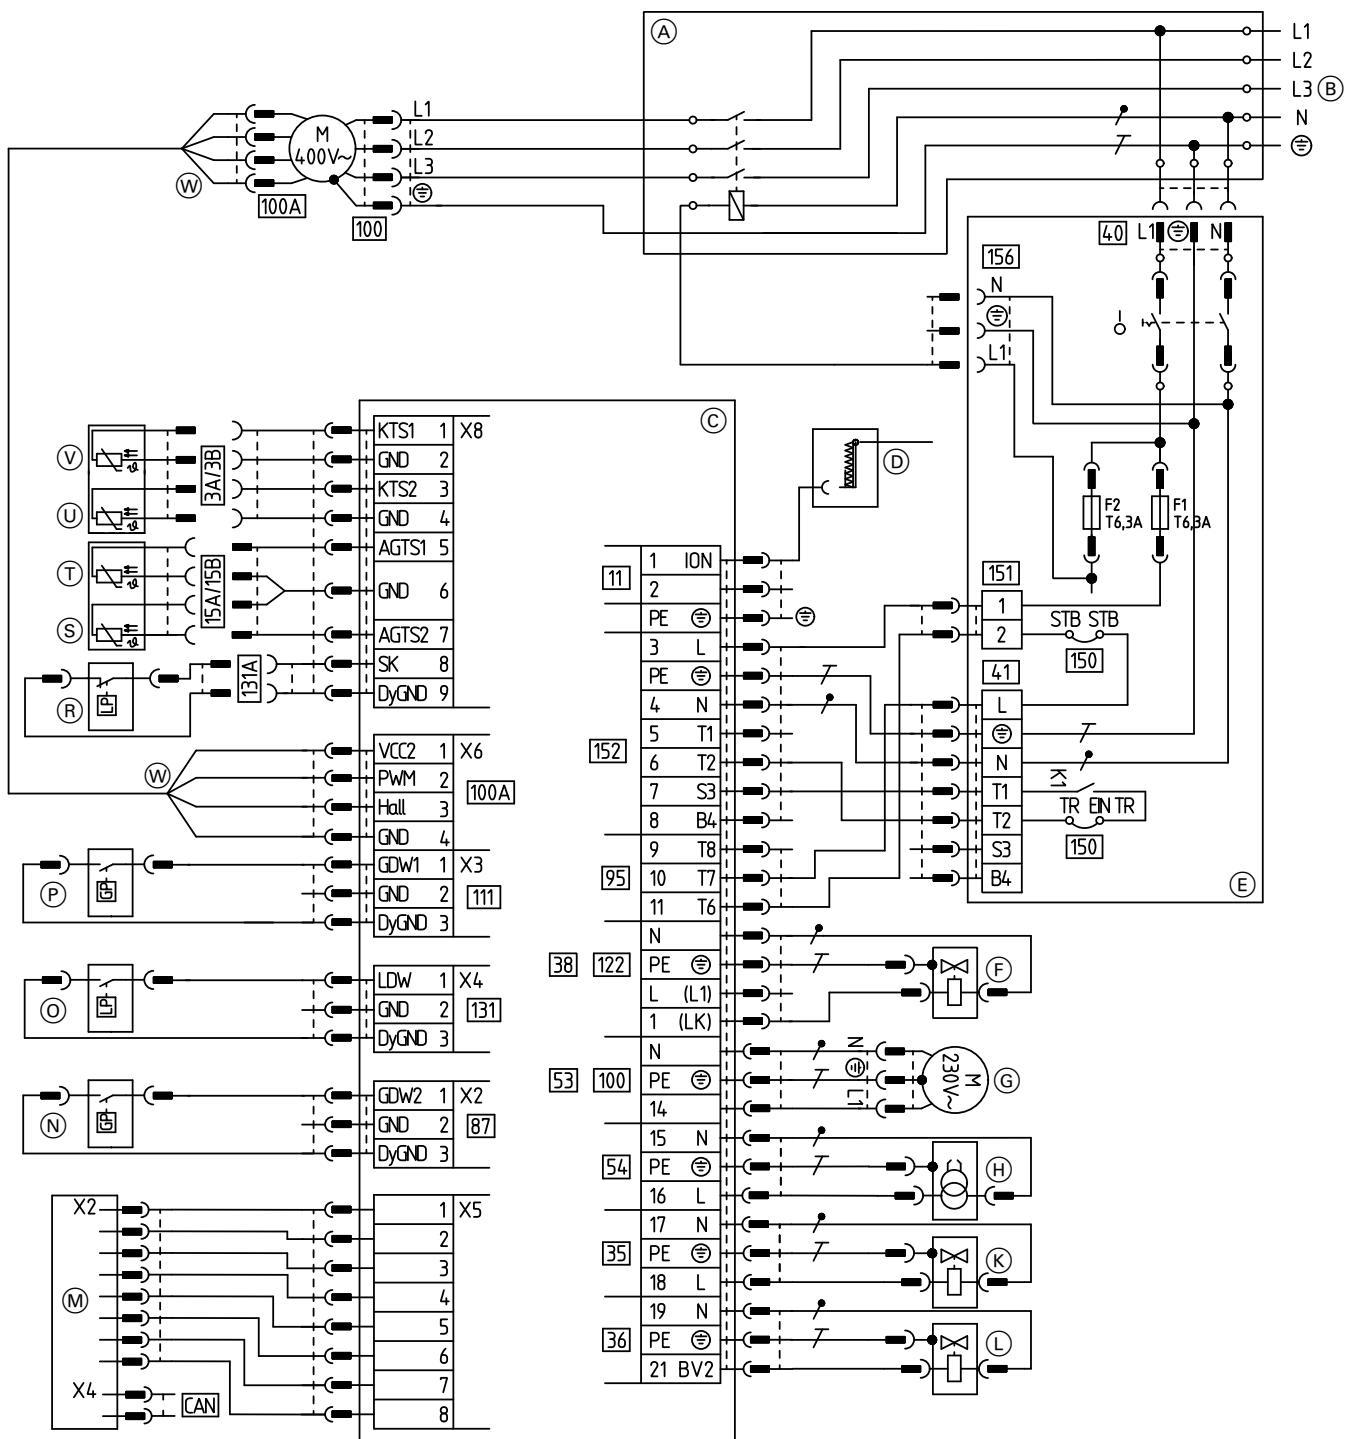 A
L1
L2
L3 B
N
M
400V~
L1
L2
L3
W
100A
100
40 L1 N
156
N
L1
C
V
U
T
S
R
3A/3B
15A/15B
131A
LP
ϑ
ϑ
ϑ
ϑ
KTS1 1 X8
GND 2
KTS2 3
GND 4
AGTS1 5
GND 6
AGTS2 7
SK 8
DyGND 9
W
VCC2 1 X6
PWM 2
Hall 3
GND 4
100A
P
GP
GDW1 1 X3
GND 2
DyGND 3
111
O
LP
LDW 1 X4
GND 2
DyGND 3
131
N
GP
GDW2 1 X2
GND 2
DyGND 3
87
X2
M
X4
CAN
1 X5
2
3
4
5
6
7
8
D
11
1 ION
2
PE
152
3 L
PE
4 N
5 T1
6 T2
7 S3
8 B4
95
9 T8
10 T7
11 T6
38 122
N
PE
L (L1)
1 (LK)
53 100
N
PE
14
54
15 N
PE
16 L
35
17 N
PE
18 L
36
19 N
PE
21 BV2
F2
T6,3A
F1
T6,3A
151
1
2
STB STB
150
41
L
N
T1
T2
S3
B4
K1
TR EIN TR
150
E
F
N
L1
M
230V~
G
H
K
L